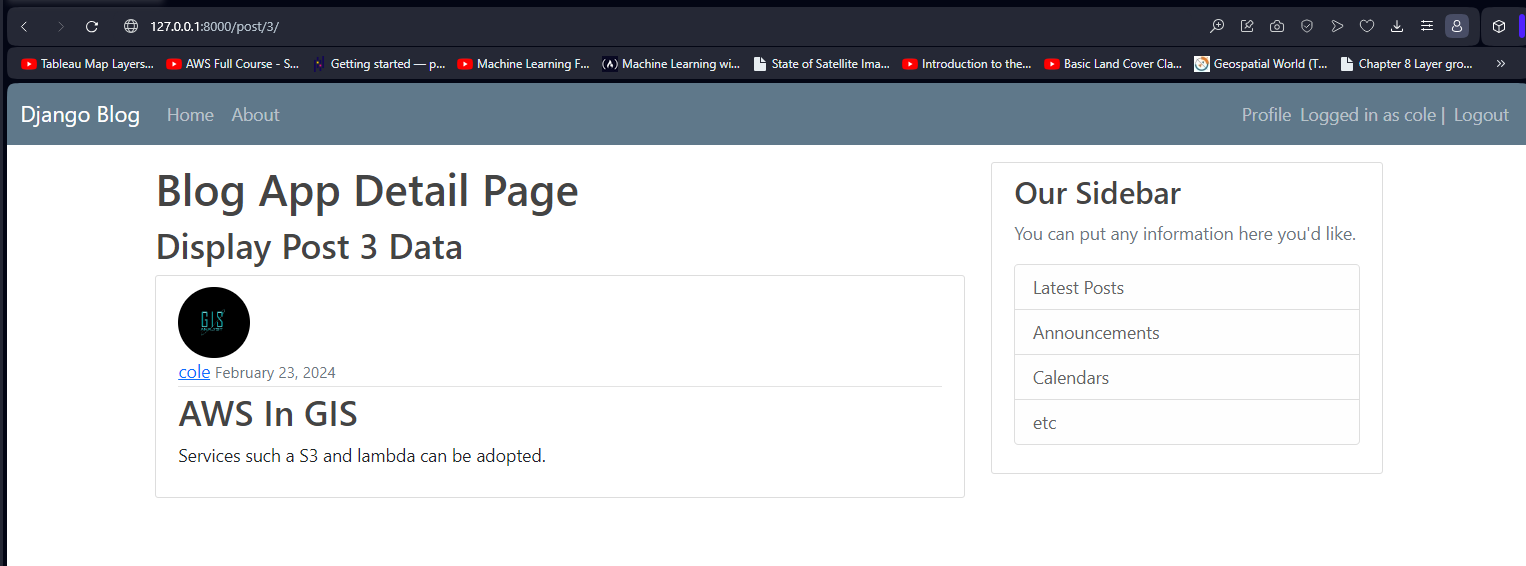 127.0.0.1:8000/post/3/
Tableau Map Layers... AWS Full Course - S... Getting started — p... Machine Learning F... Machine Learning wi... State of Satellite Ima... Introduction to the... Basic Land Cover Cla... Geospatial World (T... Chapter 8 Layer gro... »
Django Blog Home About Profile Logged in as cole | Logout
Blog App Detail Page
Display Post 3 Data
GIS
cole February 23, 2024
AWS In GIS
Services such a S3 and lambda can be adopted.
Our Sidebar
You can put any information here you'd like.
Latest Posts
Announcements
Calendars
etc